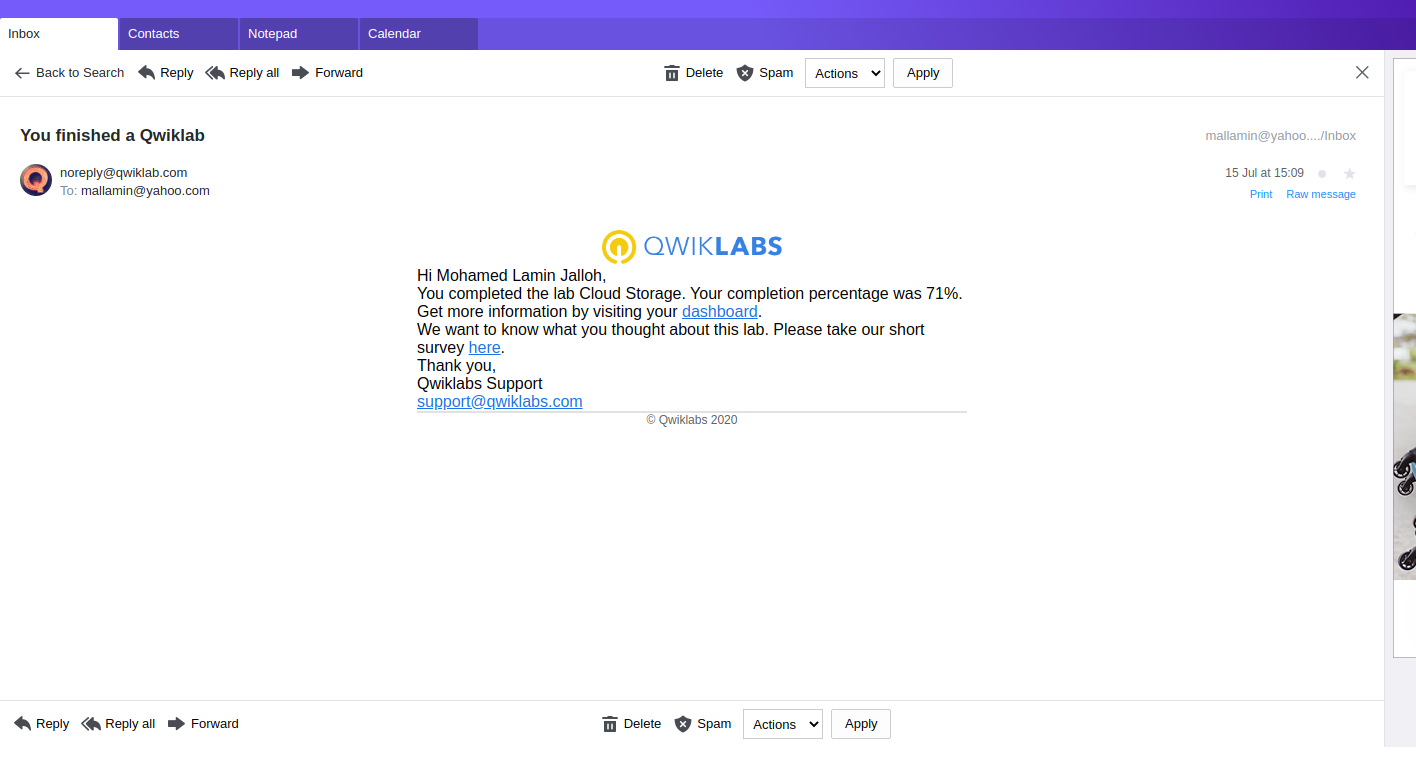 Inbox
Contacts
Notepad
Calendar
Back to Search Reply Reply all Forward Delete Spam Actions Apply
You finished a Qwiklab
mallamin@yahoo..../Inbox
noreply@qwiklab.com
15 Jul at 15:09
To: mallamin@yahoo.com
Print Raw message
QWIKLABS
Hi Mohamed Lamin Jalloh,
You completed the lab Cloud Storage. Your completion percentage was 71%.
Get more information by visiting your dashboard.
We want to know what you thought about this lab. Please take our short
survey here.
Thank you,
Qwiklabs Support
support@qwiklabs.com
© Qwiklabs 2020
Reply Reply all Forward Delete Spam Actions Apply